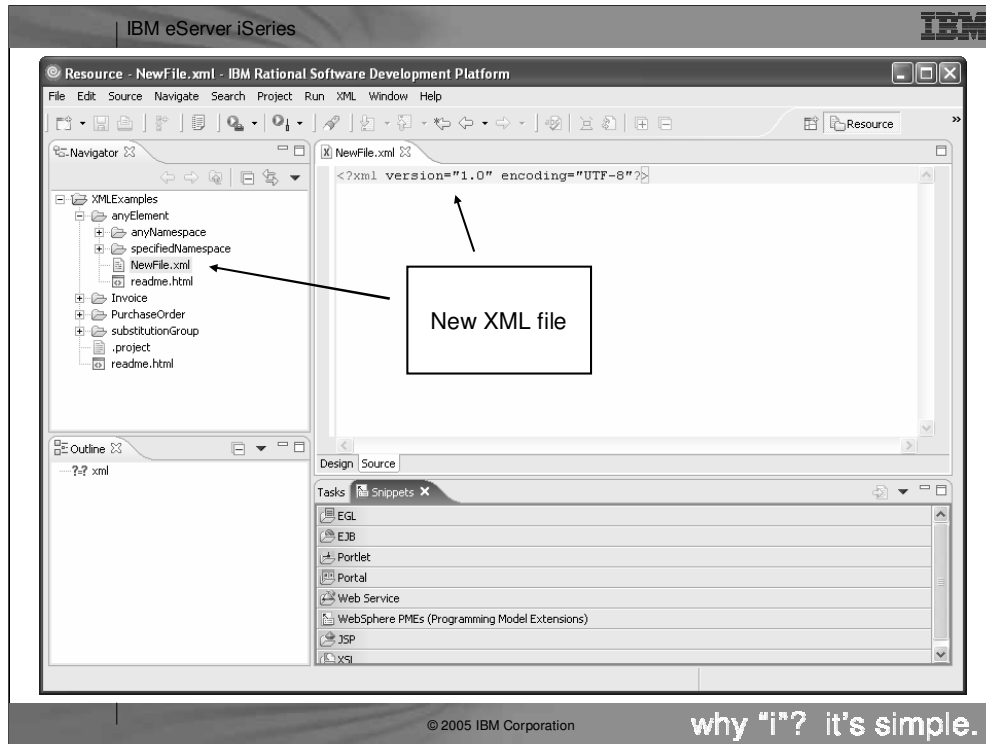 IBM eServer iSeries
IBM
Resource - NewFile.xml - IBM Rational Software Development Platform
File Edit Source Navigate Search Project Run XML Window Help
Resource
Navigator
NewFile.xml
<?xml version="1.0" encoding="UTF-8"?>
XMLExamples
anyElement
anyNamespace
specifiedNamespace
NewFile.xml
readme.html
Invoice
PurchaseOrder
substitutionGroup
.project
readme.html
New XML file
Outline
?=? xml
Design Source
Tasks Snippets
EGL
EJB
Portlet
Portal
Web Service
WebSphere PMEs (Programming Model Extensions)
JSP
XSL
© 2005 IBM Corporation
why "i"? it's simple.